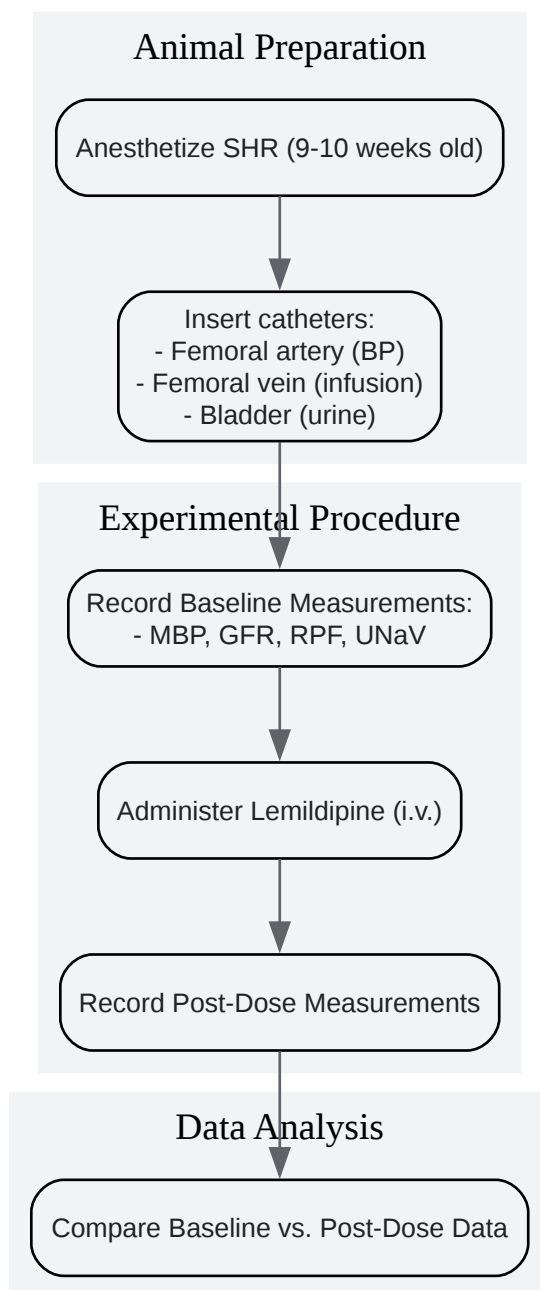 Animal Preparation
Anesthetize SHR (9-10 weeks old)
Insert catheters:
- Femoral artery (BP)
- Femoral vein (infusion)
- Bladder (urine)
Experimental Procedure
Record Baseline Measurements:
- MBP, GFR, RPF, UNaV
Administer Lemildipine (i.v.)
Record Post-Dose Measurements
Data Analysis
Compare Baseline vs. Post-Dose Data